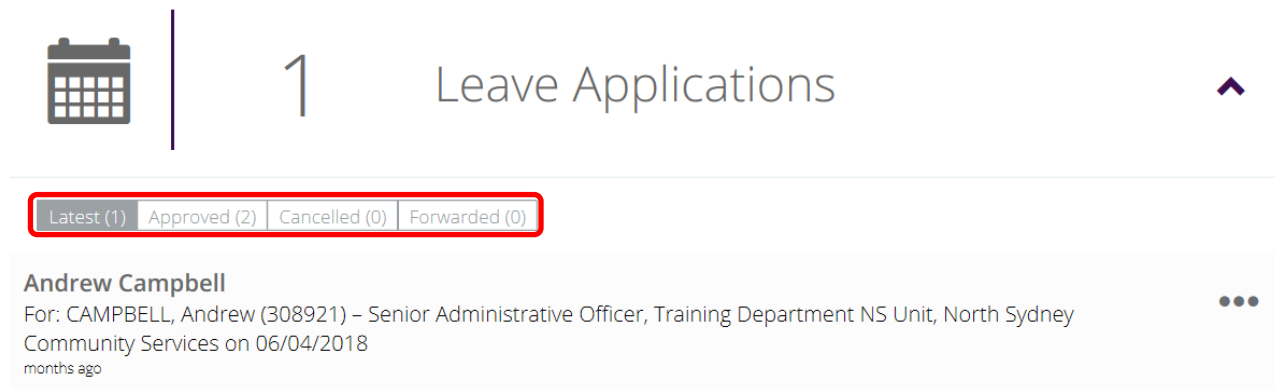 1 Leave Applications
Latest (1) Approved (2) Cancelled (0) Forwarded (0)
Andrew Campbell
For: CAMPBELL, Andrew (308921) – Senior Administrative Officer, Training Department NS Unit, North Sydney
Community Services on 06/04/2018
months ago